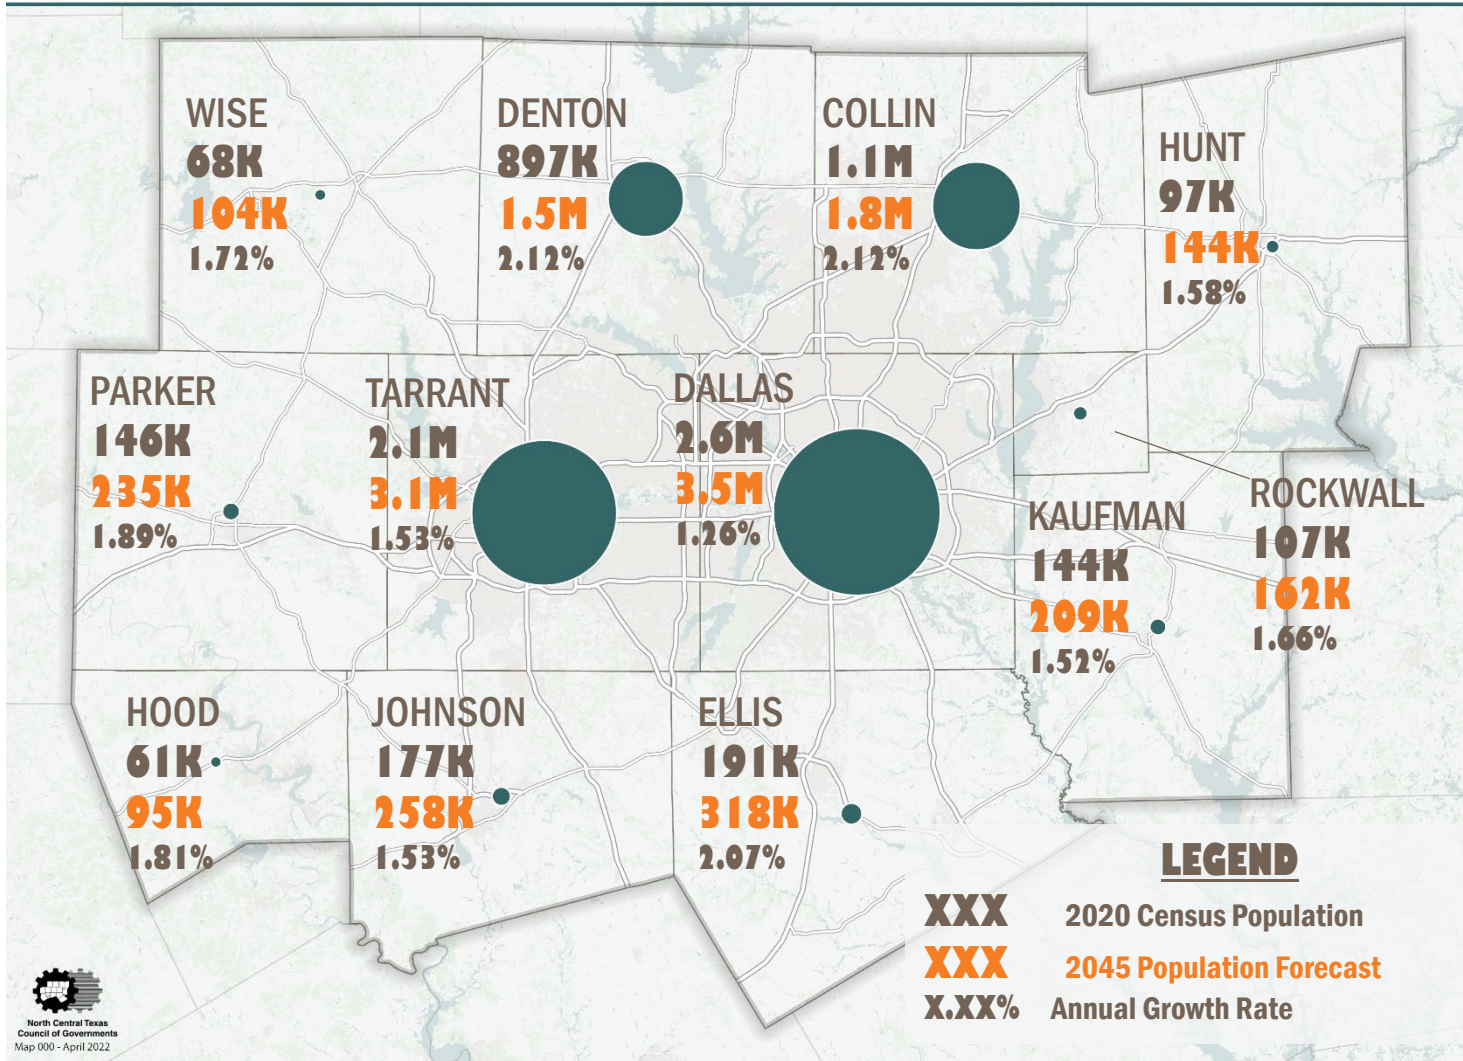 WISE
68K
104K
1.72%
DENTON
897K
1.5M
2.12%
COLLIN
1.1M
1.8M
2.12%
HUNT
97K
144K
1.58%
PARKER
146K
235K
1.89%
TARRANT
2.1M
3.1M
1.53%
DALLAS
2.6M
3.5M
1.26%
KAUFMAN
144K
209K
1.52%
ROCKWALL
107K
162K
1.66%
HOOD
61K
95K
1.81%
JOHNSON
177K
258K
1.53%
ELLIS
191K
318K
2.07%
LEGEND
XXX 2020 Census Population
XXX 2045 Population Forecast
X.XX% Annual Growth Rate
North Central Texas
Council of Governments
Map 000 - April 2022